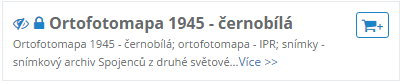 Ortofotomapa 1945 - černobílá
Ortofotomapa 1945 - černobílá; ortofotomapa - IPR; snímky -
snímkový archiv Spojenců z druhé světové...Více >>